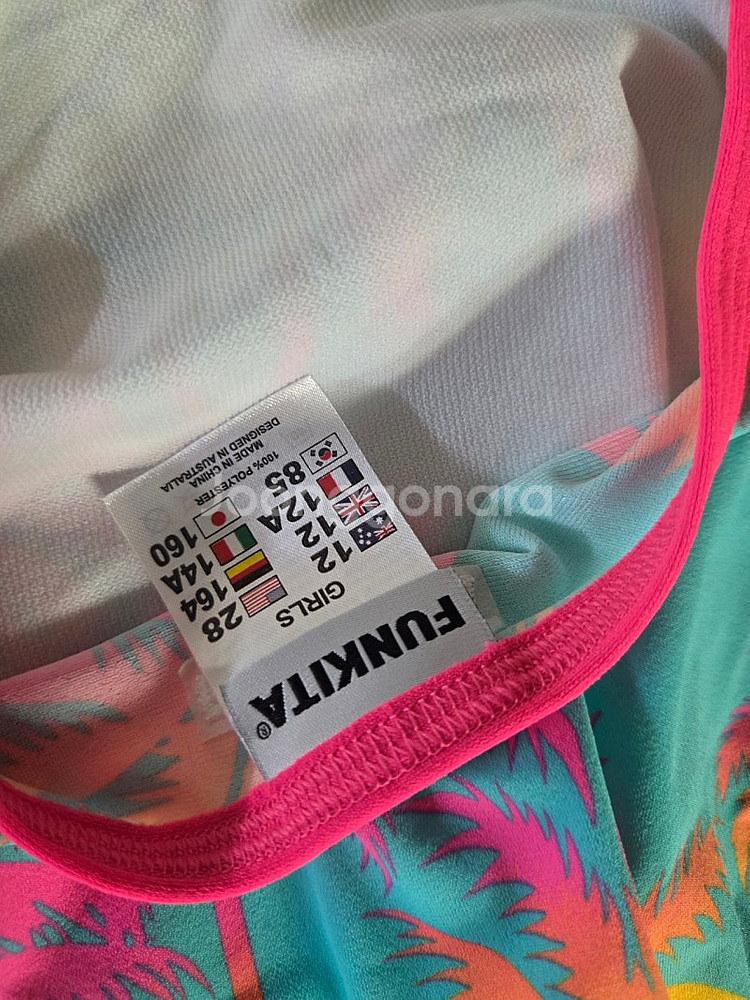 FUNKITA®
GIRLS
12 28
12 164
12A 14A
85 160
100% POLYESTER
MADE IN CHINA
DESIGNED IN AUSTRALIA